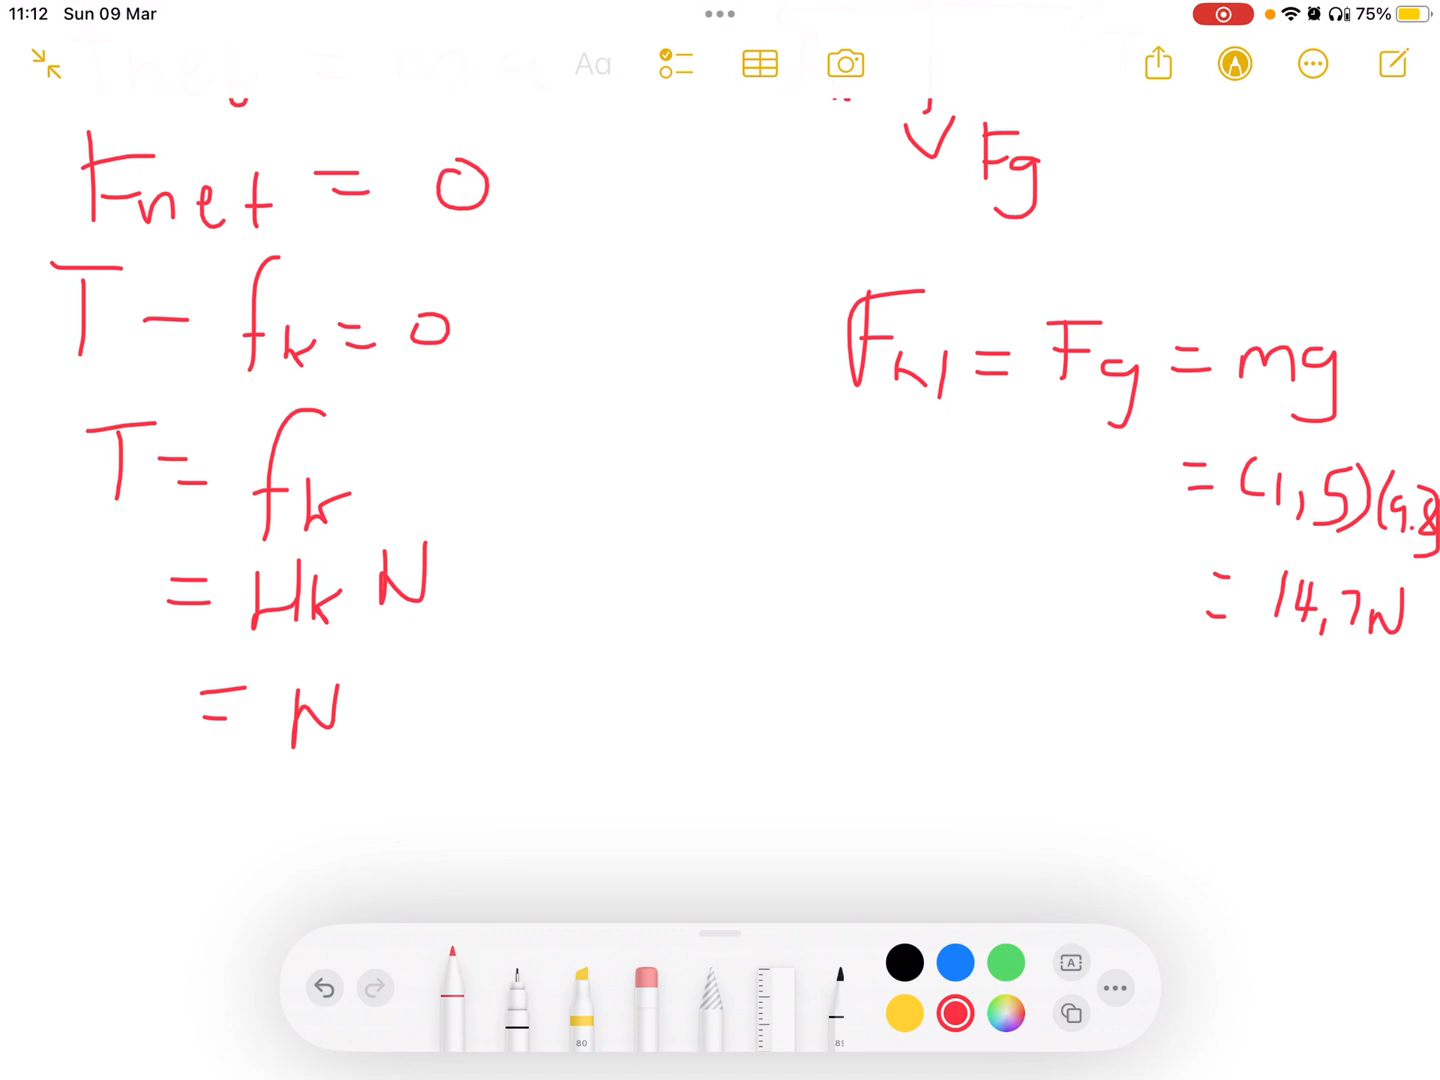 11:12 Sun 09 Mar
75%
Aa
Fnet = 0
T - fk = 0
T = fk
= μk N
= N
Fg
FN = Fg = mg
= (1,5)(9.8)
= 14,7N
80
A